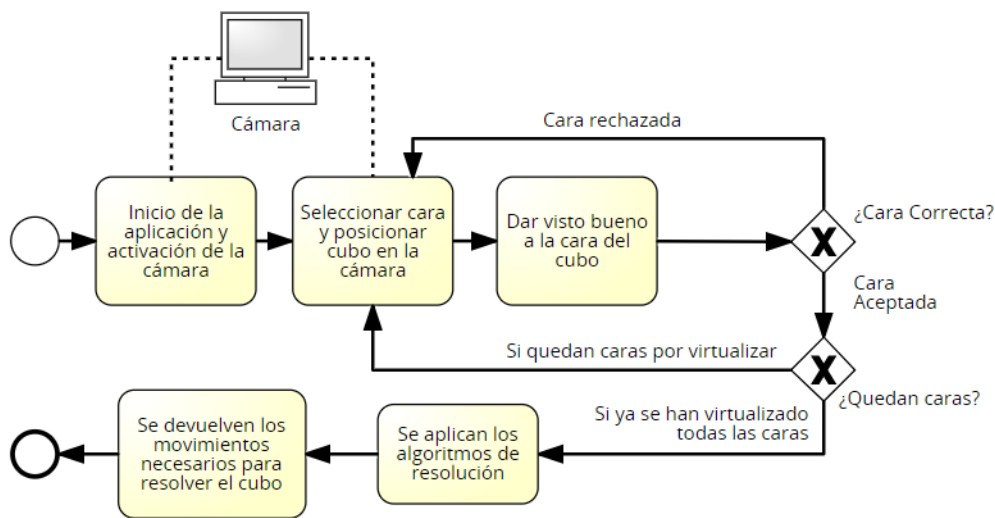 Cámara
Cara rechazada
Inicio de la
aplicación y
activación de la
cámara
Seleccionar cara
y posicionar
cubo en la
cámara
Dar visto bueno
a la cara del
cubo
¿Cara Correcta?
Cara
Aceptada
Si quedan caras por virtualizar
¿Quedan caras?
Si ya se han virtualizado
todas las caras
Se aplican los
algoritmos de
resolución
Se devuelven los
movimientos
necesarios para
resolver el cubo